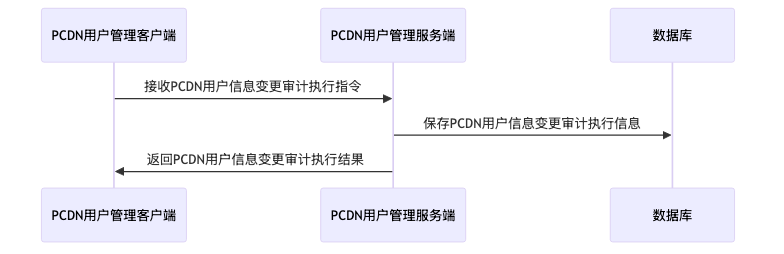 PCDN用户管理客户端
PCDN用户管理服务端
数据库
接收PCDN用户信息变更审计执行指令
保存PCDN用户信息变更审计执行信息
返回PCDN用户信息变更审计执行结果
PCDN用户管理客户端
PCDN用户管理服务端
数据库